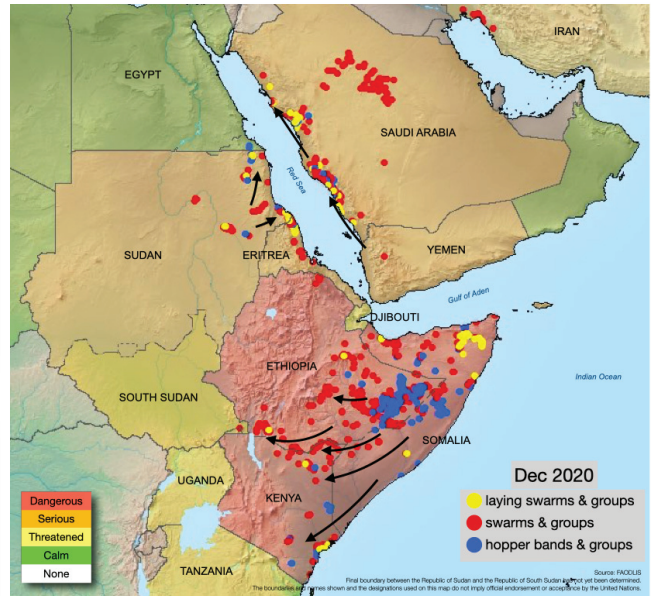 IRAN
EGYPT
SAUDI ARABIA
Red Sea
SUDAN
ERITREA
YEMEN
Gulf of Aden
DJIBOUTI
ETHIOPIA
Indian Ocean
SOUTH SUDAN
SOMALIA
UGANDA
KENYA
TANZANIA
Dangerous
Serious
Threatened
Calm
None
Dec 2020
laying swarms & groups
swarms & groups
hopper bands & groups
Source: FAODLIS
Final boundary between the Republic of Sudan and the Republic of South Sudan has not yet been determined.
The boundaries and names shown and the designations used on this map do not imply official endorsement or acceptance by the United Nations.